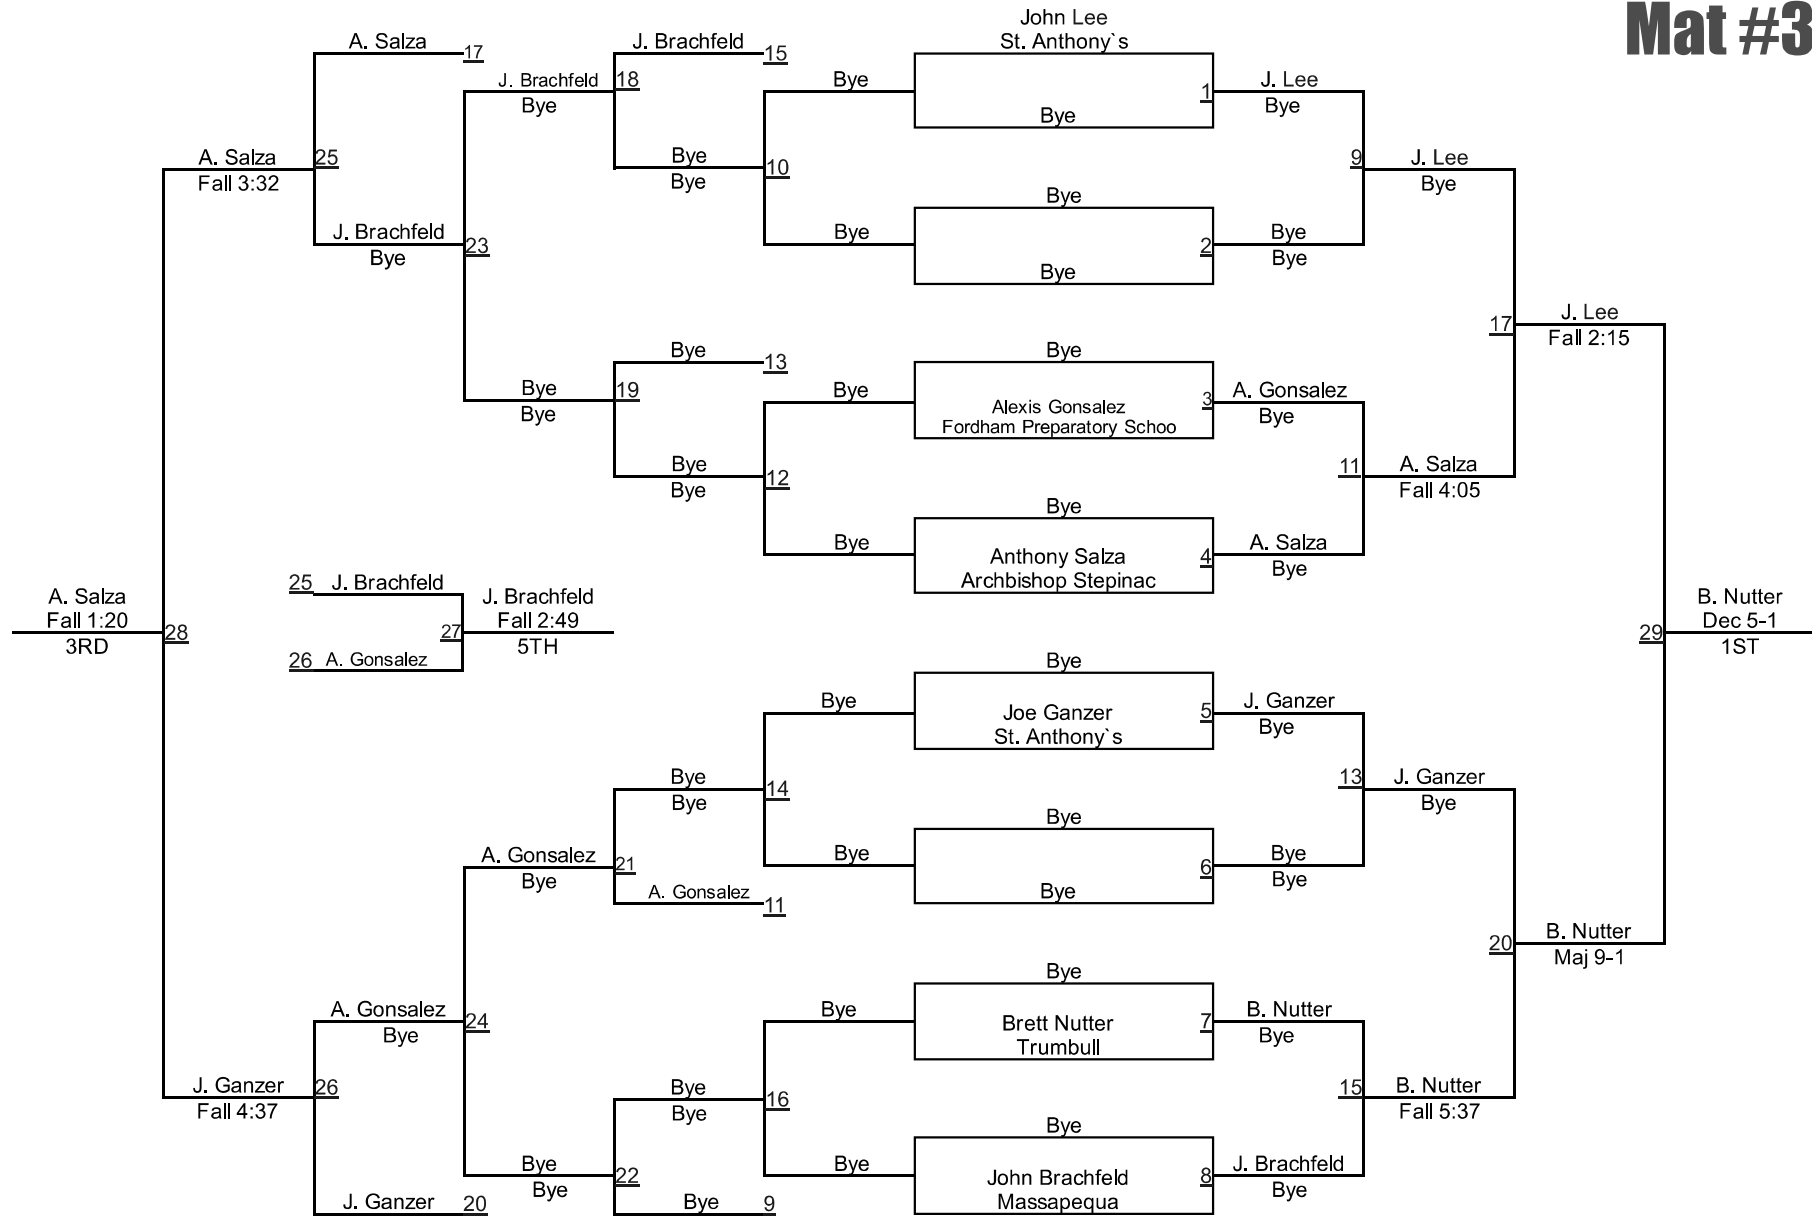 Mat #3
John Lee
St. Anthony`s
A. Salza
17
J. Brachfeld
15
J. Brachfeld
18
Bye
Bye
1
J. Lee
Bye
Bye
Bye
A. Salza
25
Fall 3:32
Bye
10
Bye
9
J. Lee
Bye
Bye
J. Brachfeld
23
Bye
Bye
2
Bye
Bye
Bye
17
J. Lee
Fall 2:15
Bye
13
Bye
Bye
19
Bye
Bye
Alexis Gonsalez
Fordham Preparatory Schoo
3
A. Gonsalez
Bye
Bye
12
Bye
11
A. Salza
Fall 4:05
Bye
Bye
Anthony Salza
Archbishop Stepinac
4
A. Salza
Bye
25
J. Brachfeld
A. Salza
Fall 1:20
3RD
28
27
J. Brachfeld
Fall 2:49
5TH
26
A. Gonsalez
29
B. Nutter
Dec 5-1
1ST
Bye
Bye
Joe Ganzer
St. Anthony`s
5
J. Ganzer
Bye
Bye
14
Bye
13
J. Ganzer
Bye
Bye
A. Gonsalez
21
Bye
Bye
6
Bye
Bye
Bye
A. Gonsalez
11
20
B. Nutter
Maj 9-1
Bye
A. Gonsalez
24
Bye
Bye
Brett Nutter
Trumbull
7
B. Nutter
Bye
J. Ganzer
26
Fall 4:37
Bye
16
Bye
15
B. Nutter
Fall 5:37
Bye
Bye
22
Bye
Bye
John Brachfeld
Massapequa
8
J. Brachfeld
Bye
J. Ganzer
20
Bye
9